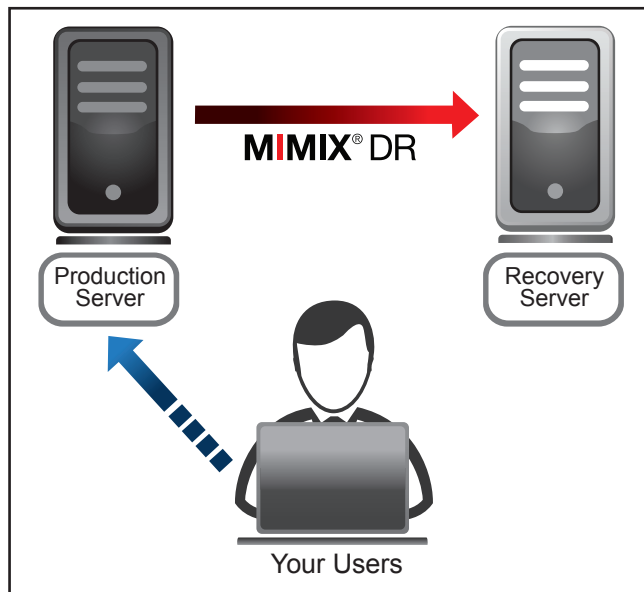 MIMIX® DR
Production
Server
Recovery
Server
Your Users